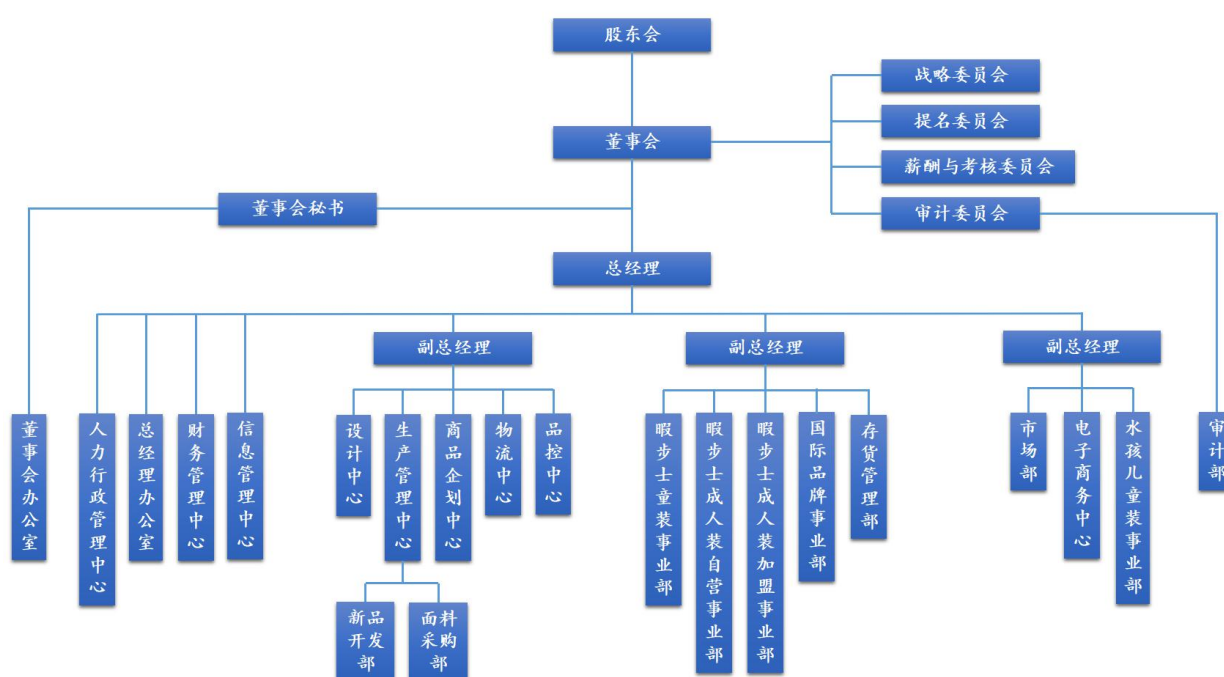 股东会
战略委员会
提名委员会
董事会
薪酬与考核委员会
董事会秘书
审计委员会
总经理
副总经理
副总经理
副总经理
董事会办公室
人力行政管理中心
总经理办公室
财务管理中心
信息管理中心
设计中心
生产管理中心
商品企划中心
物流中心
品控中心
暇步士童装事业部
暇步士成人装自营事业部
暇步士成人装加盟事业部
国际品牌事业部
存货管理部
市场部
电子商务中心
水孩儿童装事业部
审计部
新品
开发
部
面料
采购
部